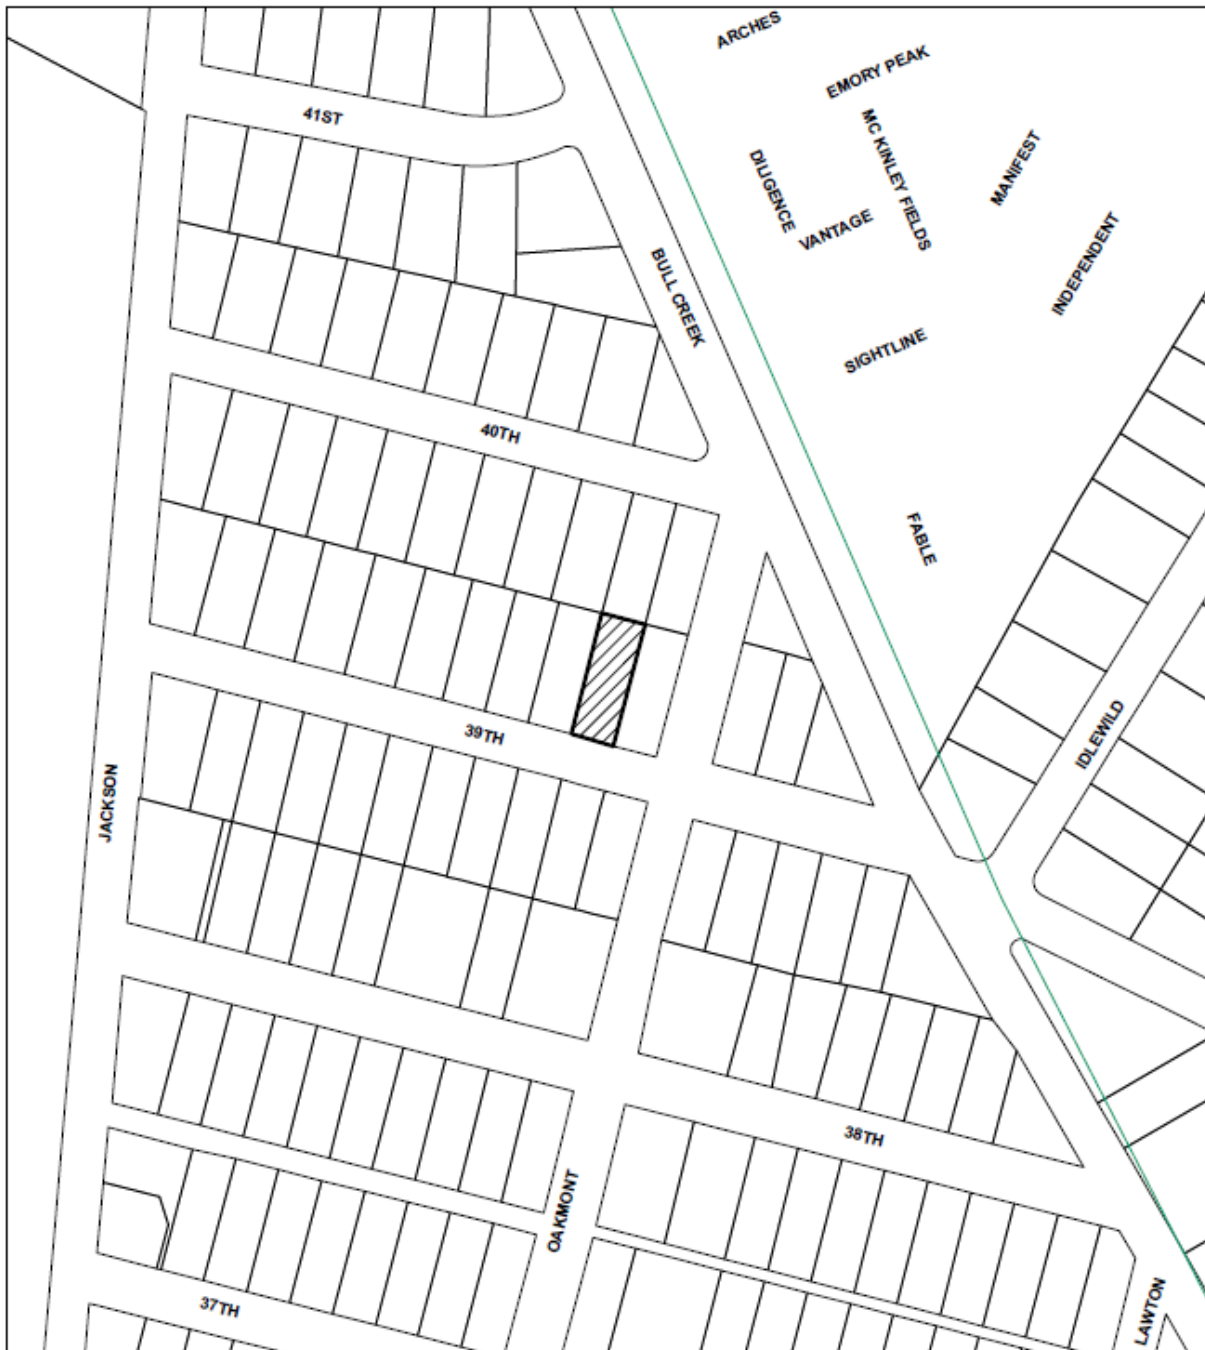 ARCHES
EMORY PEAK
41ST
MC KINLEY FIELDS
MANIFEST
DILIGENCE
VANTAGE
INDEPENDENT
BULL CREEK
SIGHTLINE
40TH
FABLE
39TH
IDLEWILD
JACKSON
38TH
OAKMONT
37TH
LAWTON